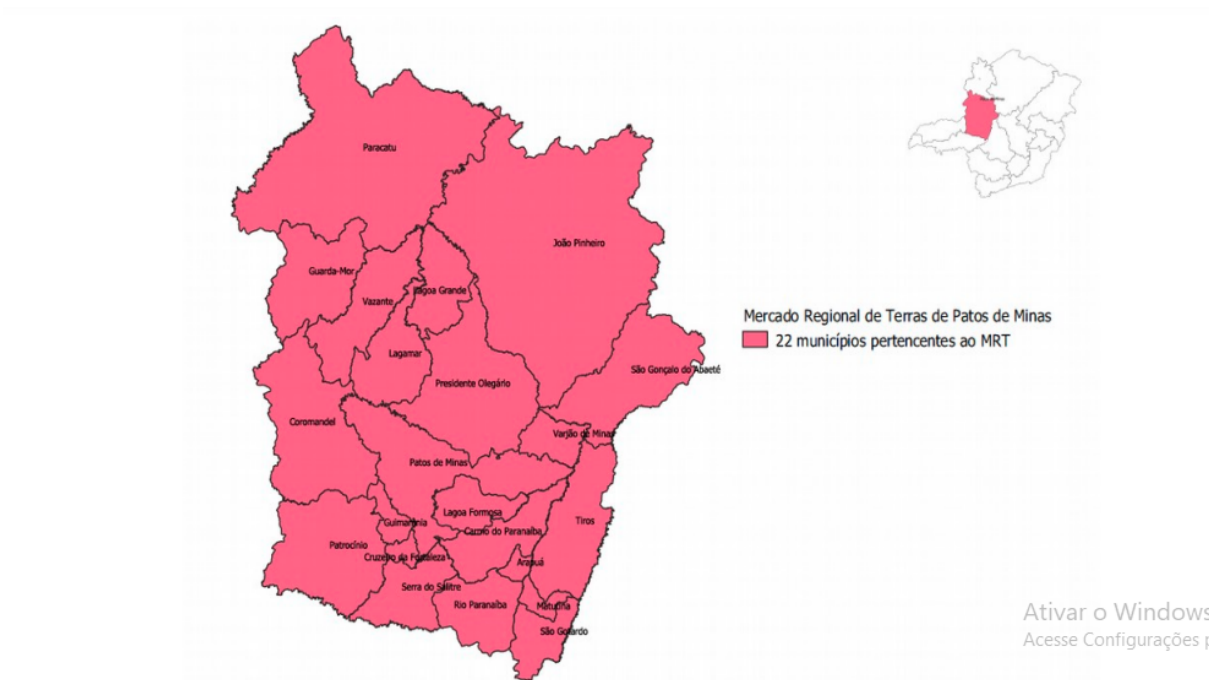 Paracatu
João Pinheiro
Guarda-Mor
Lagoa Grande
Vazante
Mercado Regional de Terras de Patos de Minas
22 municípios pertencentes ao MRT
Lagamar
São Gonçalo do Abaeté
Presidente Olegário
Coromandel
Varjão de Minas
Patos de Minas
Lagoa Formosa
Tiros
Guimarânia
Carmo do Paranaíba
Patrocínio
Cruzeiro da Fortaleza
Arapuá
Serra do Salitre
Rio Paranaíba
Matutina
São Gotardo
Ativar o Windows
Acesse Configurações p